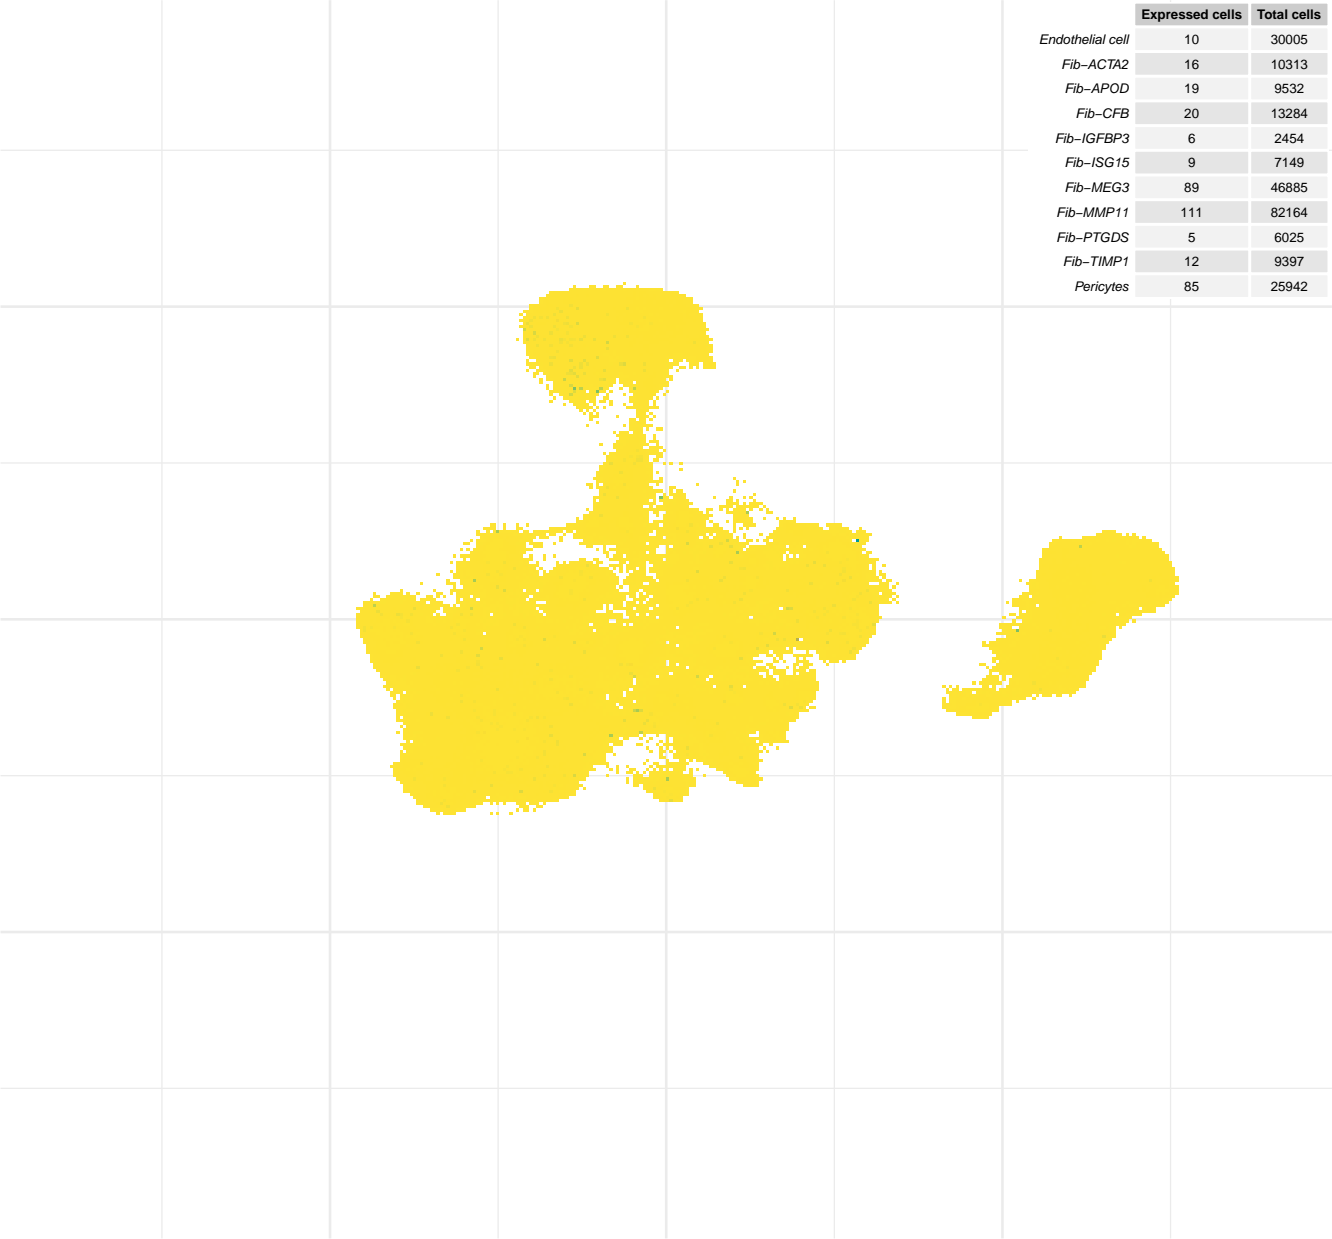 Expressed cells Total cells
Endothelial cell 10 30005
Fib−ACTA2 16 10313
Fib−APOD 19 9532
Fib−CFB 20 13284
Fib−IGFBP3 6 2454
Fib−ISG15 9 7149
Fib−MEG3 89 46885
Fib−MMP11 111 82164
Fib−PTGDS 5 6025
Fib−TIMP1 12 9397
Pericytes 85 25942